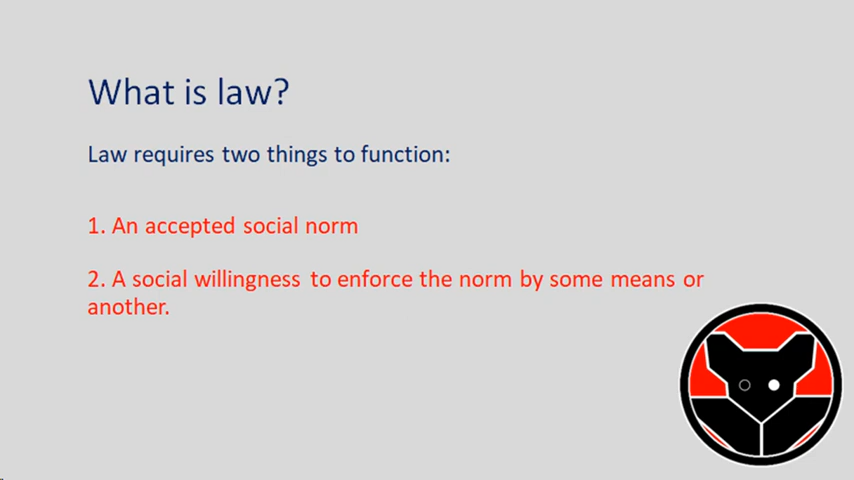 What is law?
Law requires two things to function:
1. An accepted social norm
2. A social willingness to enforce the norm by some means or
another.